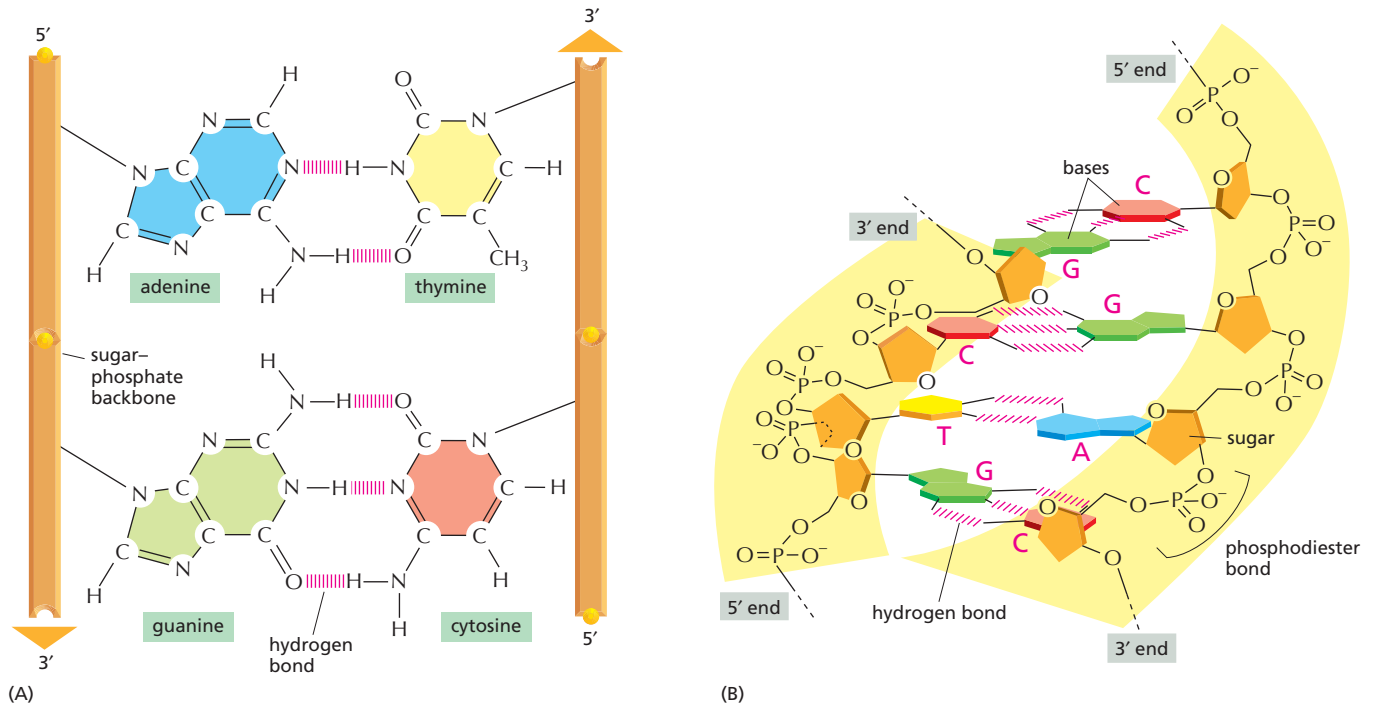 5′
3′
H
O
N
C
C
N
N
C
N
H
N
C
H
C
C
C
C
N
N
H
O
CH₃
C
H
H
adenine
thymine
sugar–
phosphate
backbone
H
N
H
O
N
C
C
N
N
C
N
H
N
C
H
C
C
C
C
C
N
O
H
N
H
H
H
guanine
cytosine
hydrogen
bond
3′
5′
(A)
5′ end
O⁻
P
O
O
bases
C
O
O
3′ end
P
O
O⁻
O
G
O
O⁻
O
P
O
O
G
O
O
C
O
O⁻
P
O
O
O
O
P
O
O⁻
O
O⁻
P
O
O
T
A
O
sugar
O
O
G
O
O
P
O⁻
O
O
O
C
O
P
O⁻
O
phosphodiester
bond
5′ end
hydrogen bond
3′ end
(B)